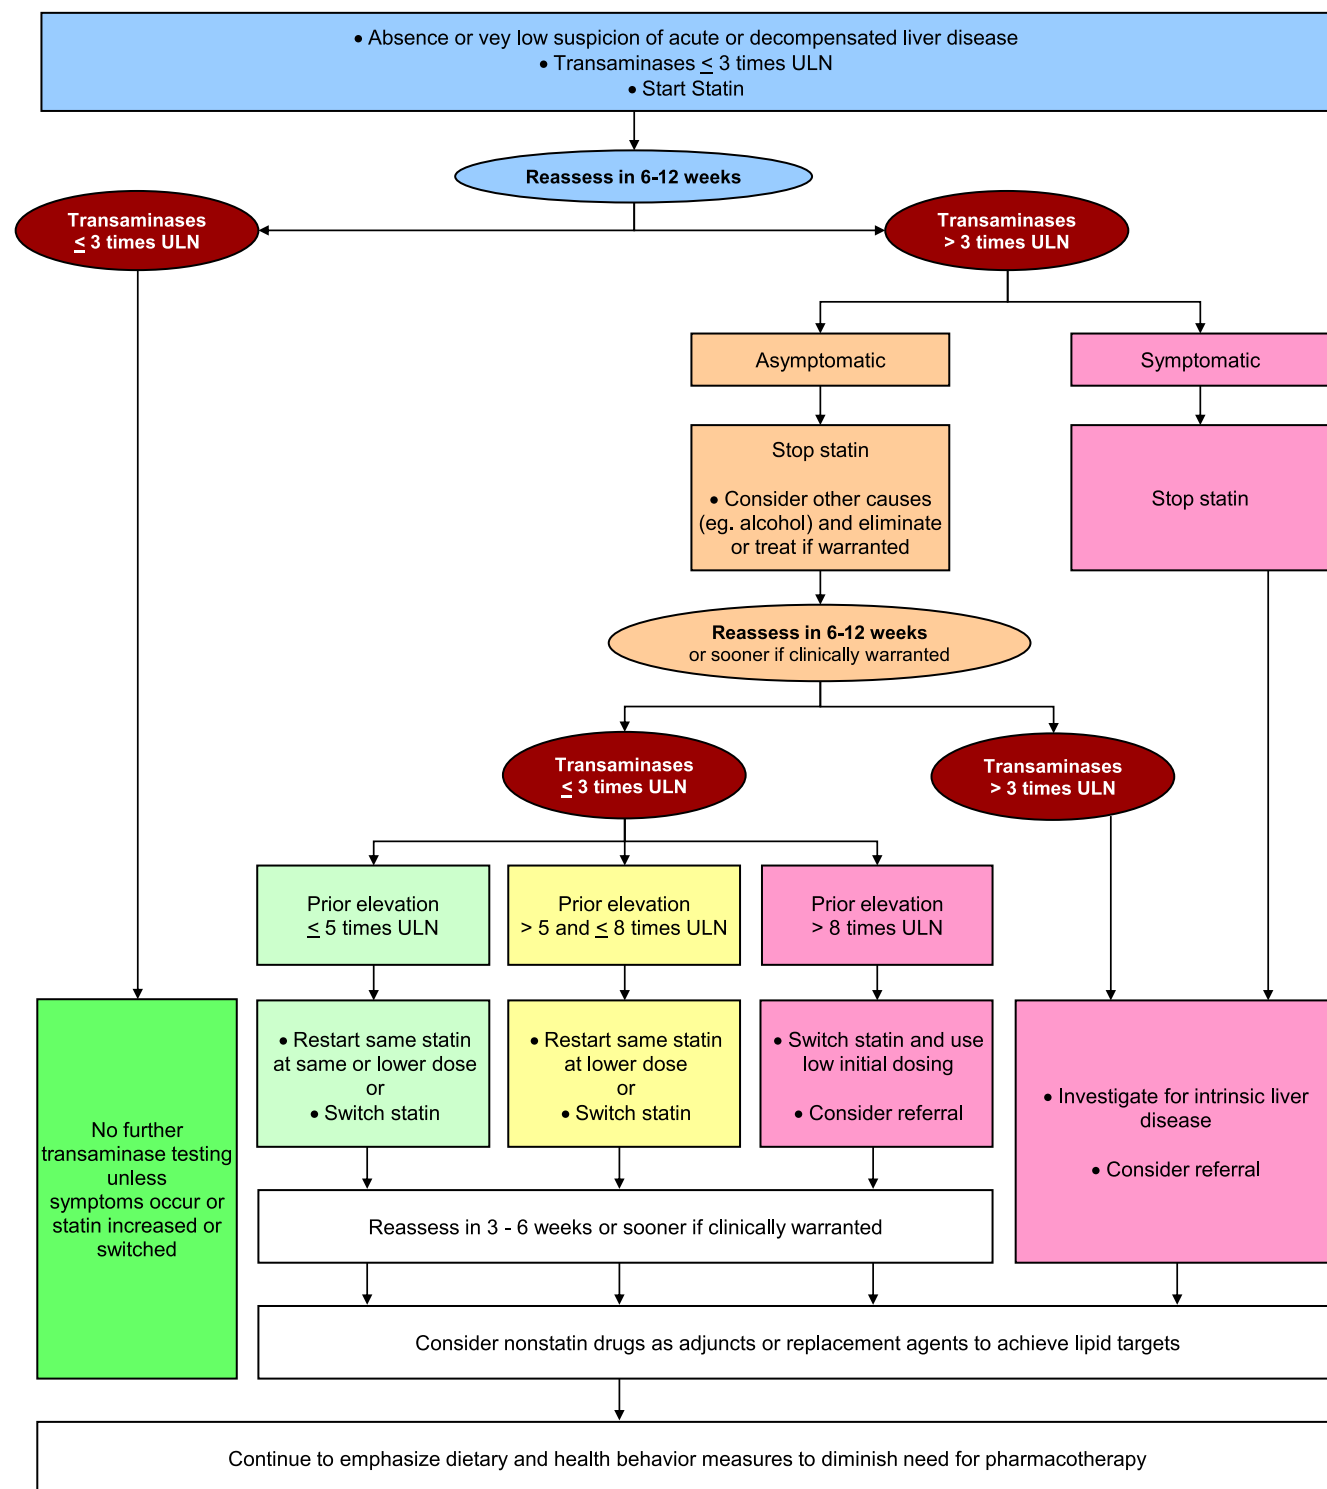 • Absence or vey low suspicion of acute or decompensated liver disease
• Transaminases ≤ 3 times ULN
• Start Statin
Reassess in 6-12 weeks
Transaminases
≤ 3 times ULN
Transaminases
> 3 times ULN
Asymptomatic
Symptomatic
Stop statin
• Consider other causes
(eg. alcohol) and eliminate
or treat if warranted
Stop statin
Reassess in 6-12 weeks
or sooner if clinically warranted
Transaminases
≤ 3 times ULN
Transaminases
> 3 times ULN
Prior elevation
≤ 5 times ULN
Prior elevation
> 5 and ≤ 8 times ULN
Prior elevation
> 8 times ULN
• Restart same statin
at same or lower dose
or
• Switch statin
• Restart same statin
at lower dose
or
• Switch statin
• Switch statin and use
low initial dosing
• Consider referral
• Investigate for intrinsic liver
disease
• Consider referral
No further
transaminase testing
unless
symptoms occur or
statin increased or
switched
Reassess in 3 - 6 weeks or sooner if clinically warranted
Consider nonstatin drugs as adjuncts or replacement agents to achieve lipid targets
Continue to emphasize dietary and health behavior measures to diminish need for pharmacotherapy